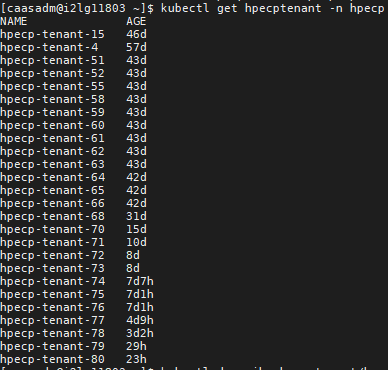 [caasadm@i2lg11803 ~]$ kubectl get hpecptenant -n hpecp
NAME AGE
hpecp-tenant-15 46d
hpecp-tenant-4 57d
hpecp-tenant-51 43d
hpecp-tenant-52 43d
hpecp-tenant-55 43d
hpecp-tenant-58 43d
hpecp-tenant-59 43d
hpecp-tenant-60 43d
hpecp-tenant-61 43d
hpecp-tenant-62 43d
hpecp-tenant-63 43d
hpecp-tenant-64 42d
hpecp-tenant-65 42d
hpecp-tenant-66 42d
hpecp-tenant-68 31d
hpecp-tenant-70 15d
hpecp-tenant-71 10d
hpecp-tenant-72 8d
hpecp-tenant-73 8d
hpecp-tenant-74 7d7h
hpecp-tenant-75 7d1h
hpecp-tenant-76 7d1h
hpecp-tenant-77 4d9h
hpecp-tenant-78 3d2h
hpecp-tenant-79 29h
hpecp-tenant-80 23h